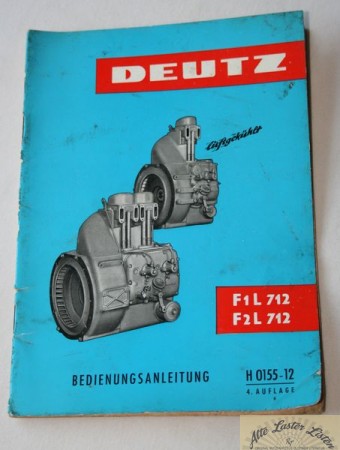 DEUTZ
Luftgekühlt
F1L 712
F2L 712
BEDIENUNGSANLEITUNG
H 0155-12
4. AUFLAGE
Alte Laster Listen